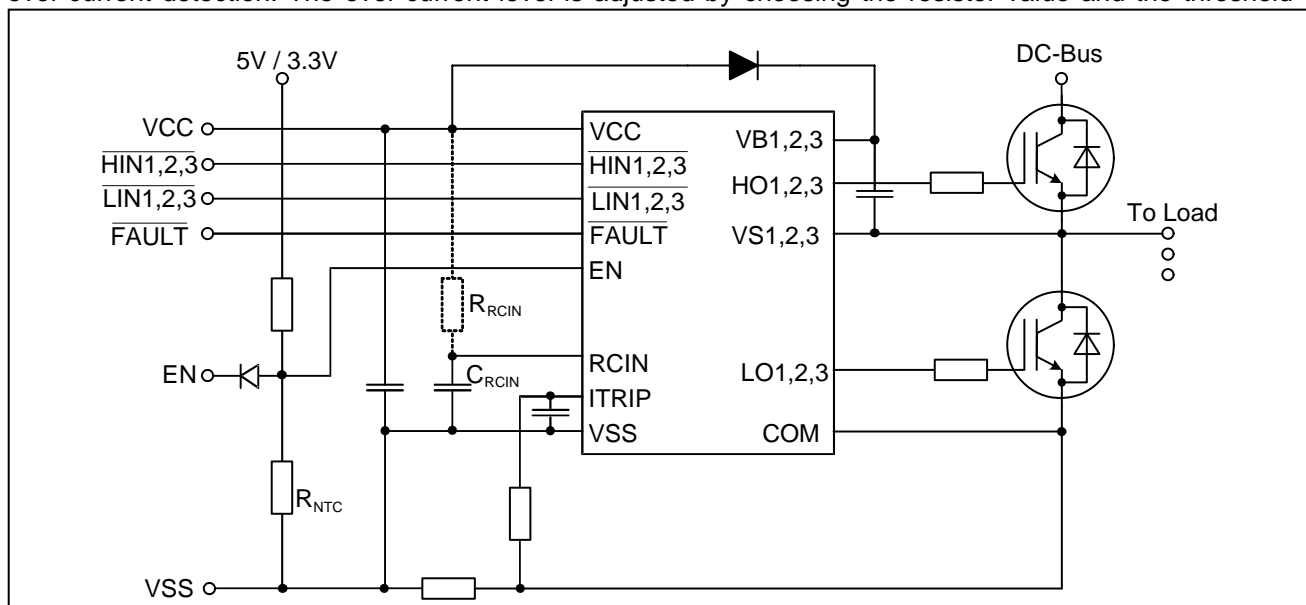 over-current detection. The over-current level is adjusted by choosing the resistor value and the threshold
5V / 3.3V
DC-Bus
VCC
HIN1,2,3
LIN1,2,3
FAULT
EN
VSS
VCC
HIN1,2,3
LIN1,2,3
FAULT
EN
RCIN
ITRIP
VSS
VB1,2,3
HO1,2,3
VS1,2,3
LO1,2,3
COM
To Load
RRCIN
CRCIN
RNTC